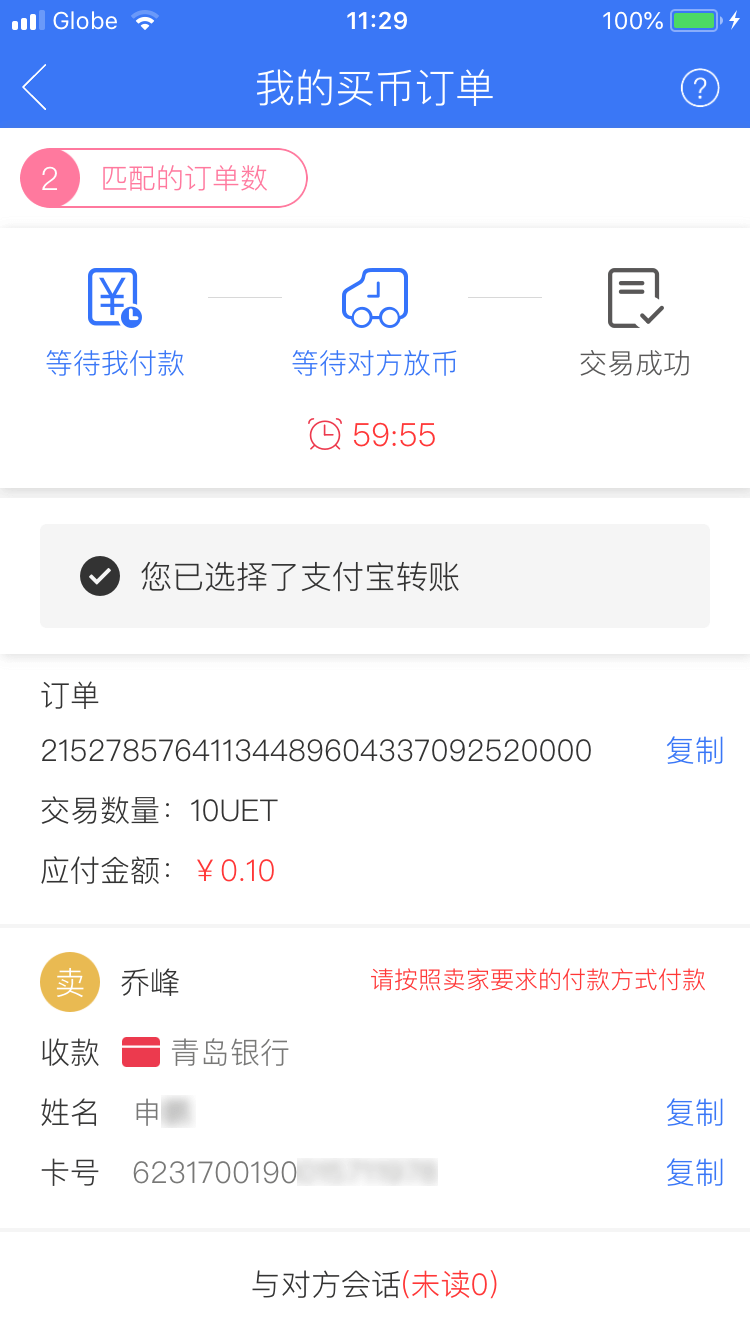 Globe 11:29 100%
我的买币订单 ?
2 匹配的订单数
等待我付款 等待对方放币 交易成功
59:55
您已选择了支付宝转账
订单
215278576411344896043370925​20000 复制
交易数量： 10UET
应付金额： ￥0.10
卖 乔峰 请按照卖家要求的付款方式付款
收款 青岛银行
姓名 申 复制
卡号 6231700190 复制
与对方会话(未读0)